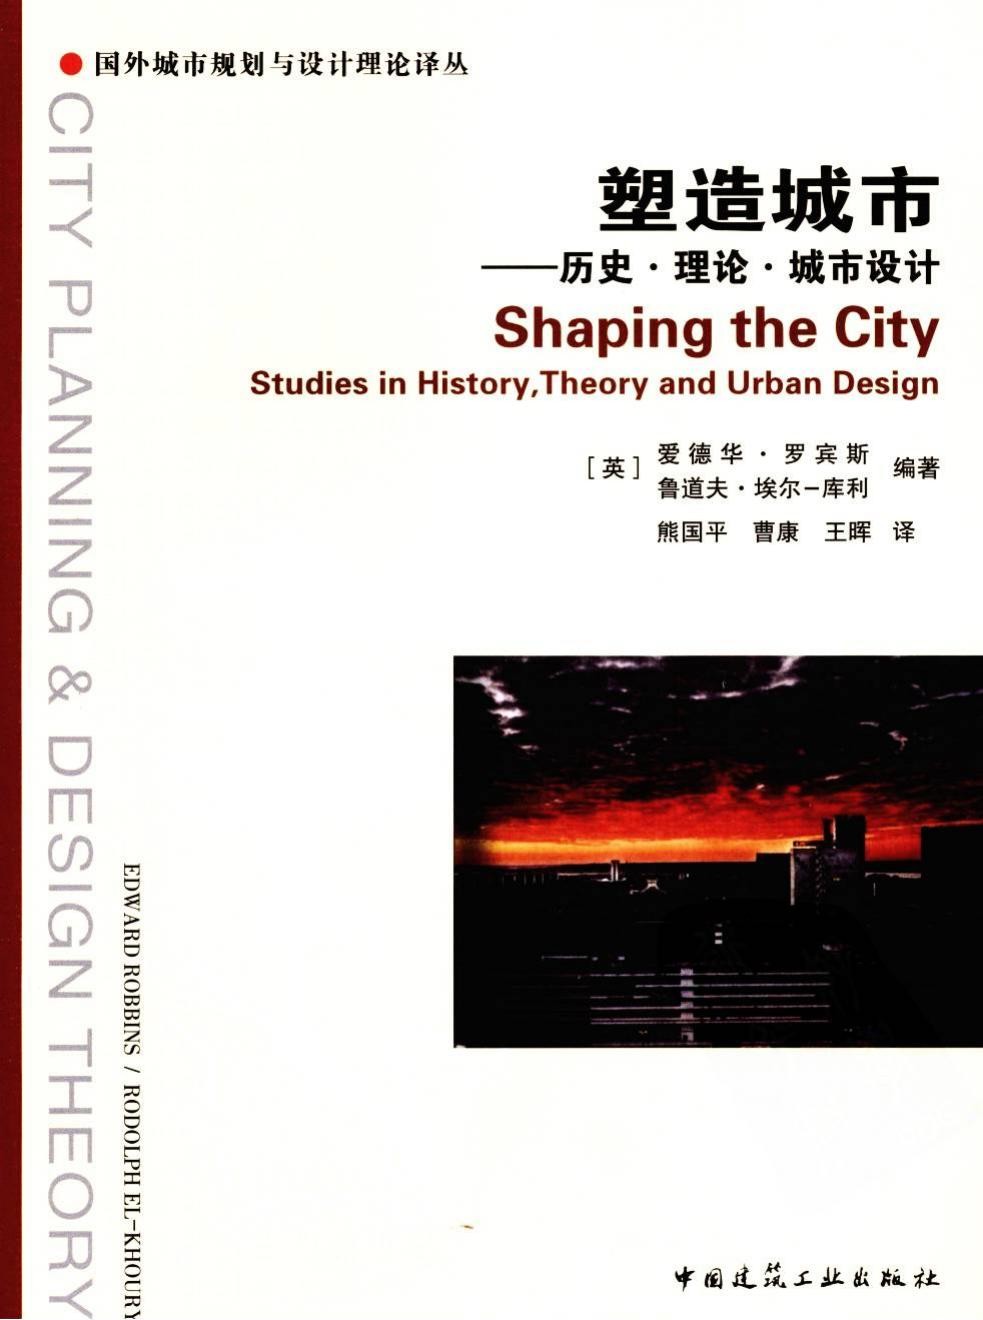 国外城市规划与设计理论译丛
CITY PLANNING & DESIGN THEORY
塑造城市
——历史·理论·城市设计
Shaping the City
Studies in History,Theory and Urban Design
[英] 爱德华·罗宾斯 编著
鲁道夫·埃尔-库利
熊国平 曹康 王晖 译
EDWARD ROBBINS / RODOLPH EL-KHOURY
中国建筑工业出版社